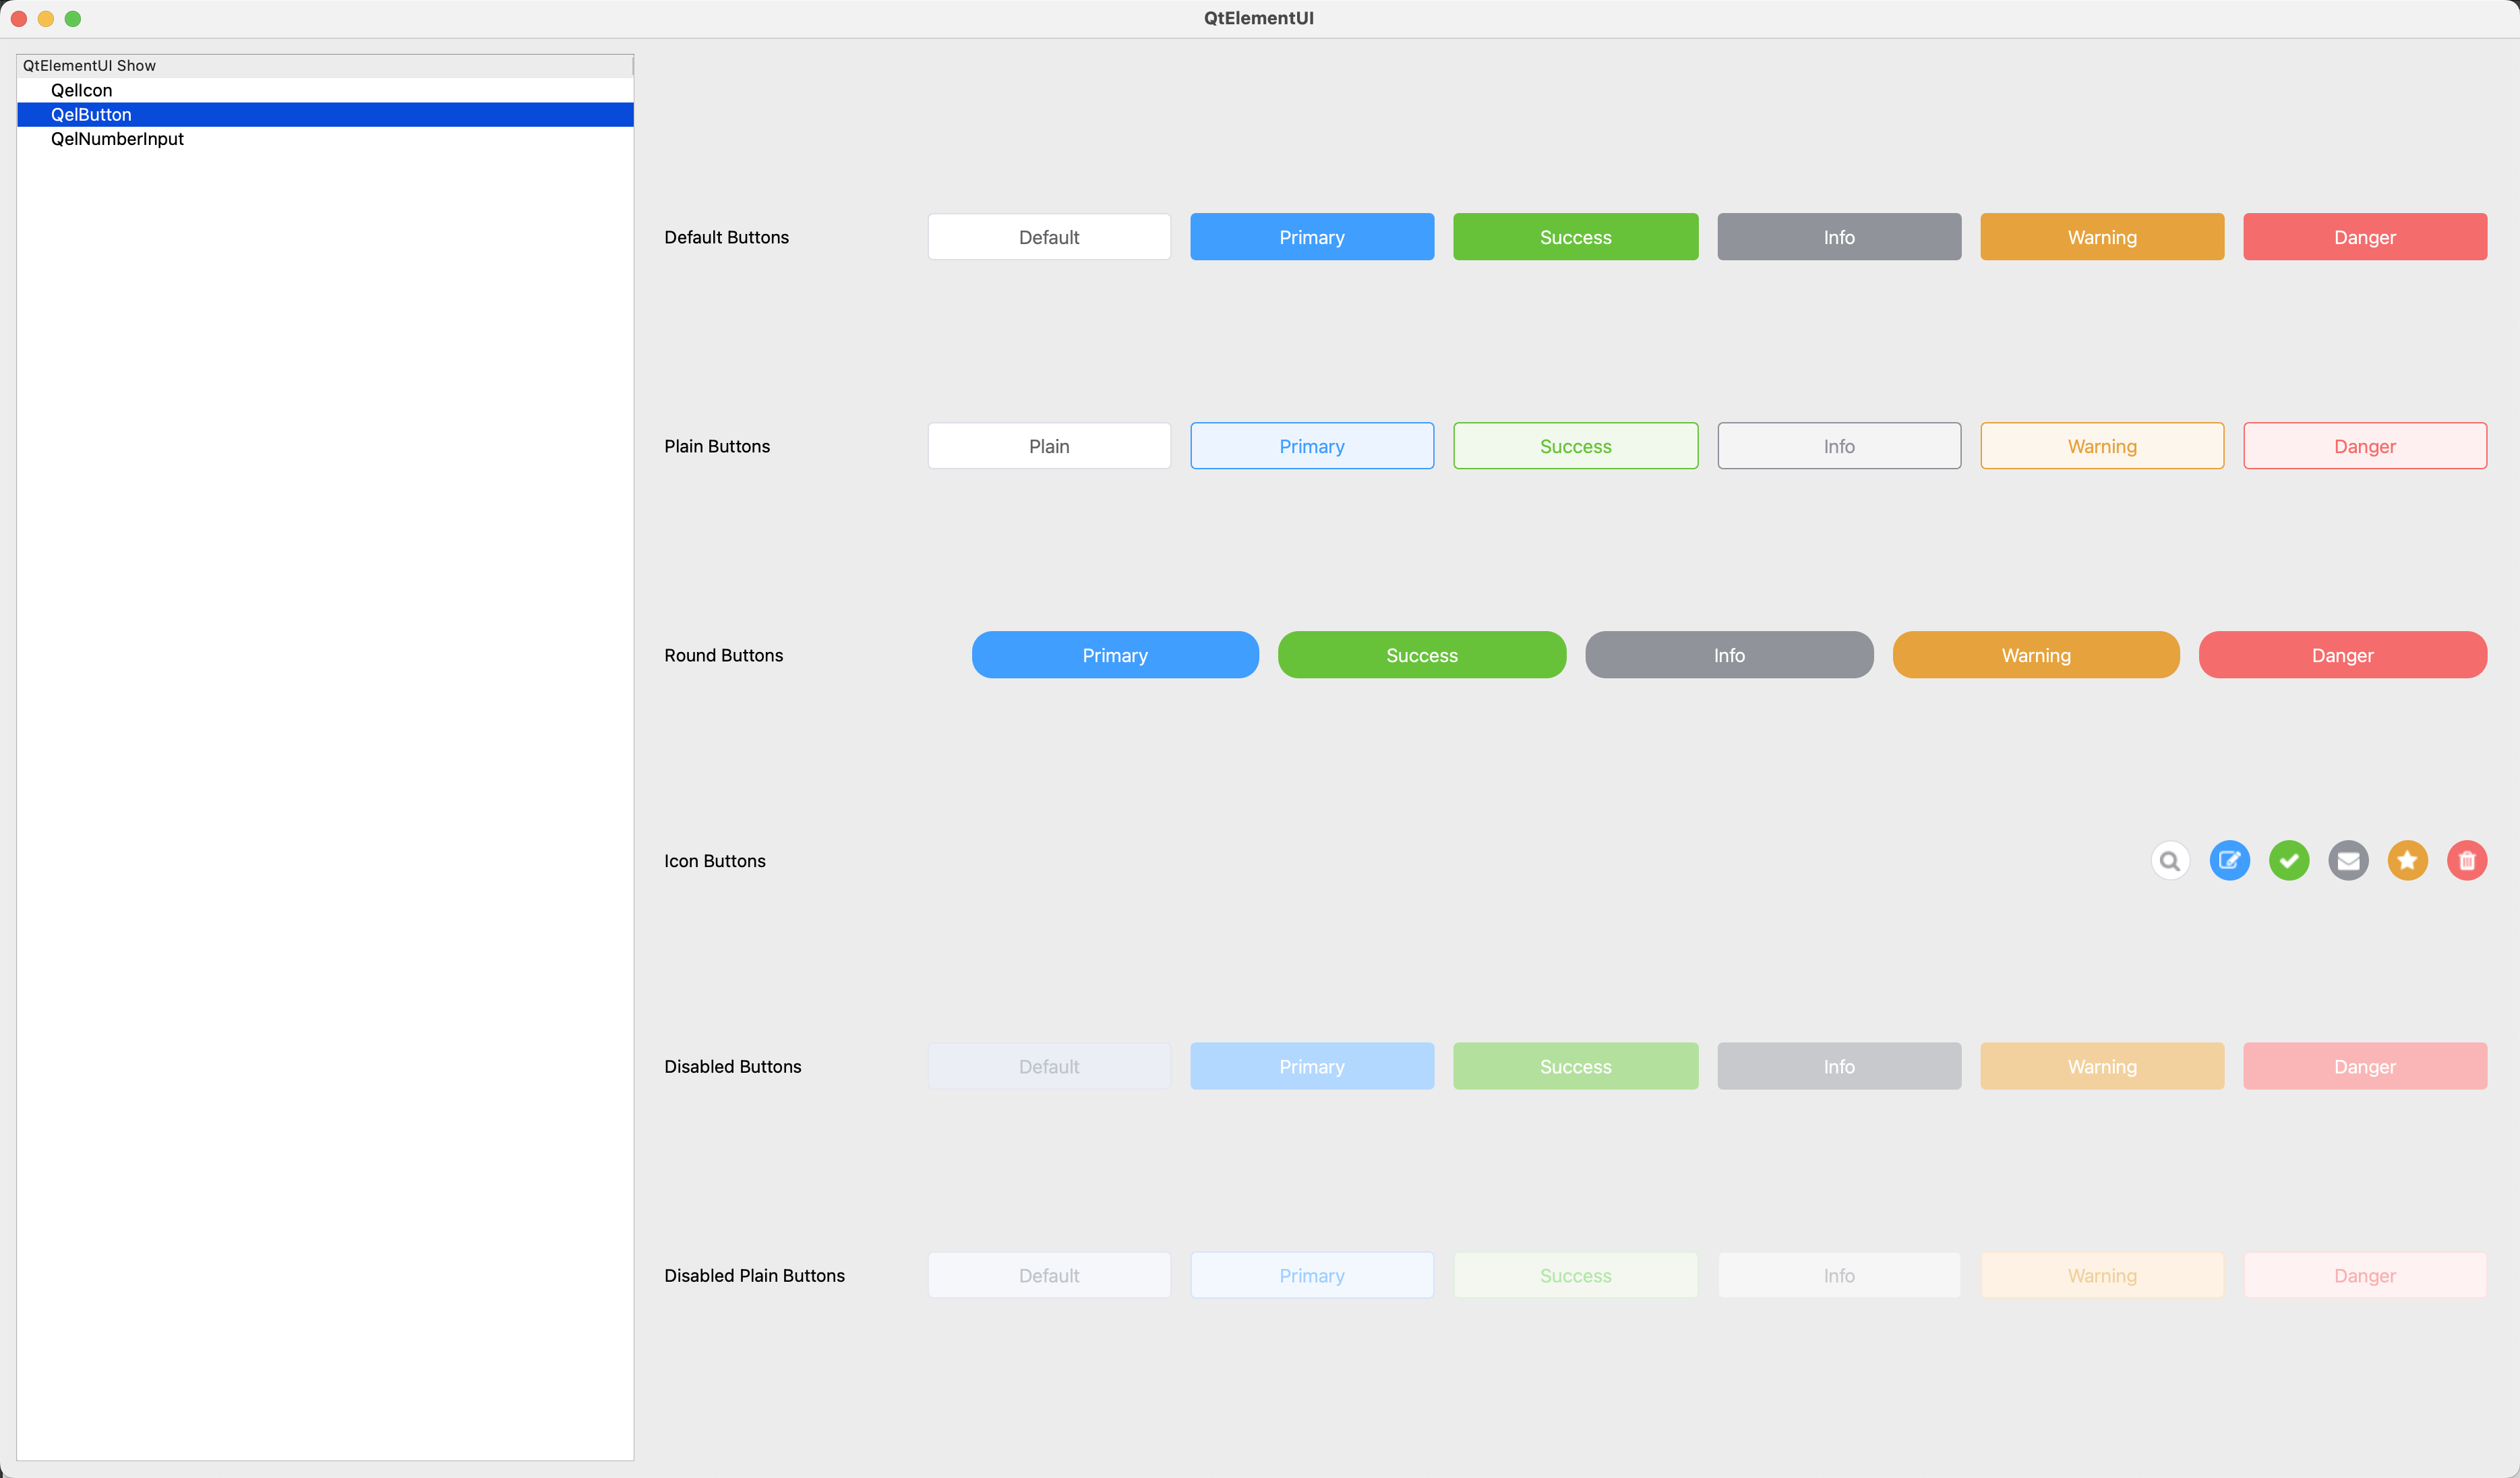 QtElementUI
QtElementUI Show
QelIcon
QelButton
QelNumberInput
Default Buttons Default Primary Success Info Warning Danger
Plain Buttons Plain Primary Success Info Warning Danger
Round Buttons Primary Success Info Warning Danger
Icon Buttons
Disabled Buttons Default Primary Success Info Warning Danger
Disabled Plain Buttons Default Primary Success Info Warning Danger